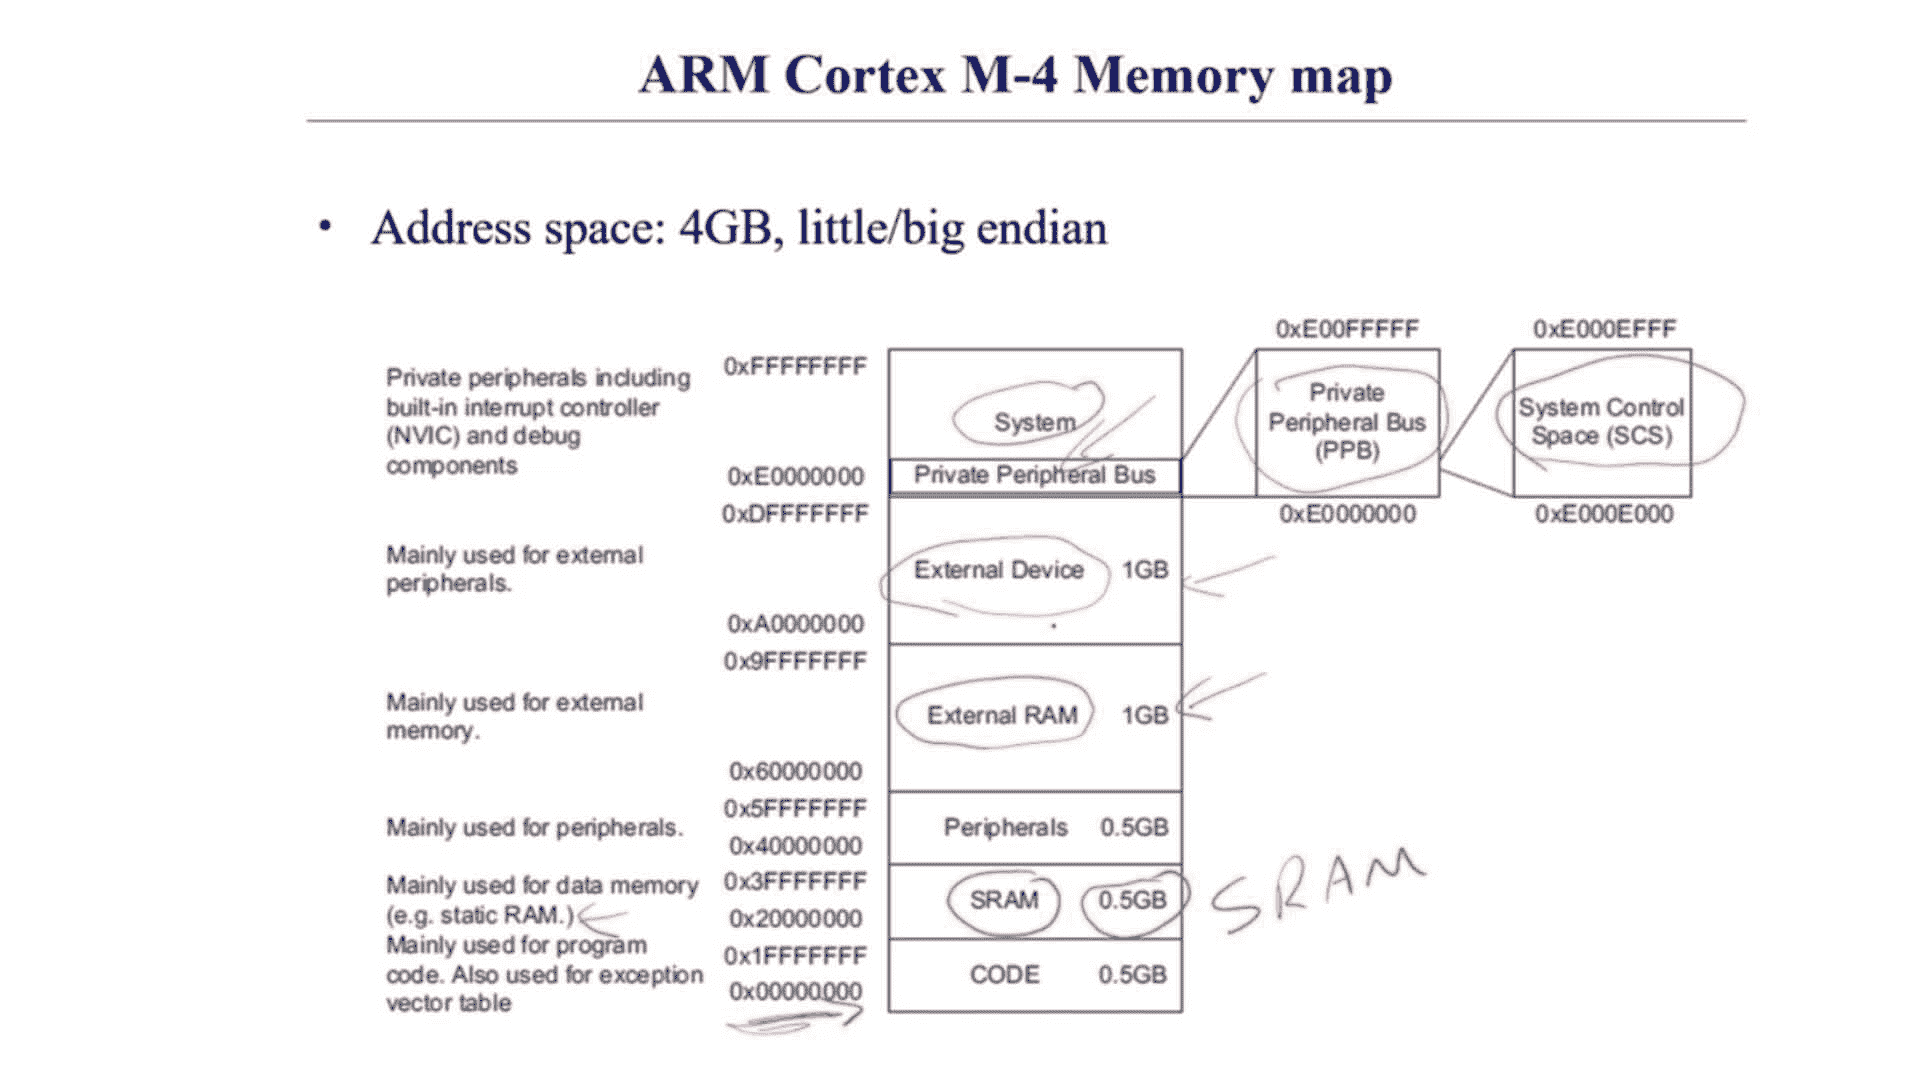 ARM Cortex M-4 Memory map
• Address space: 4GB, little/big endian
0xE00FFFFF
0xE000EFFF
Private peripherals including
built-in interrupt controller
(NVIC) and debug
components
0xFFFFFFFF
System
0xE0000000
Private Peripheral Bus
Private
Peripheral Bus
(PPB)
System Control
Space (SCS)
0xE0000000
0xE000E000
0xDFFFFFFF
Mainly used for external
peripherals.
External Device 1GB
0xA0000000
0x9FFFFFFF
Mainly used for external
memory.
External RAM 1GB
0x60000000
0x5FFFFFFF
Mainly used for peripherals.
Peripherals 0.5GB
0x40000000
0x3FFFFFFF
Mainly used for data memory
(e.g. static RAM.)
SRAM 0.5GB
SRAM
0x20000000
0x1FFFFFFF
Mainly used for program
code. Also used for exception
vector table
CODE 0.5GB
0x00000000